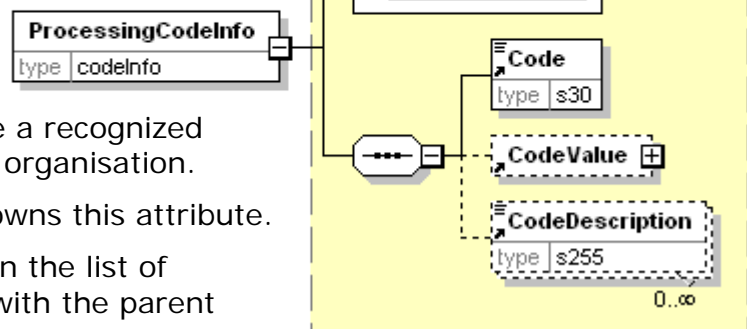 ProcessingCodeInfo
type codeInfo
e a recognized
organisation.
owns this attribute.
n the list of
with the parent
Code
type s30
CodeValue
CodeDescription
type s255
0..∞